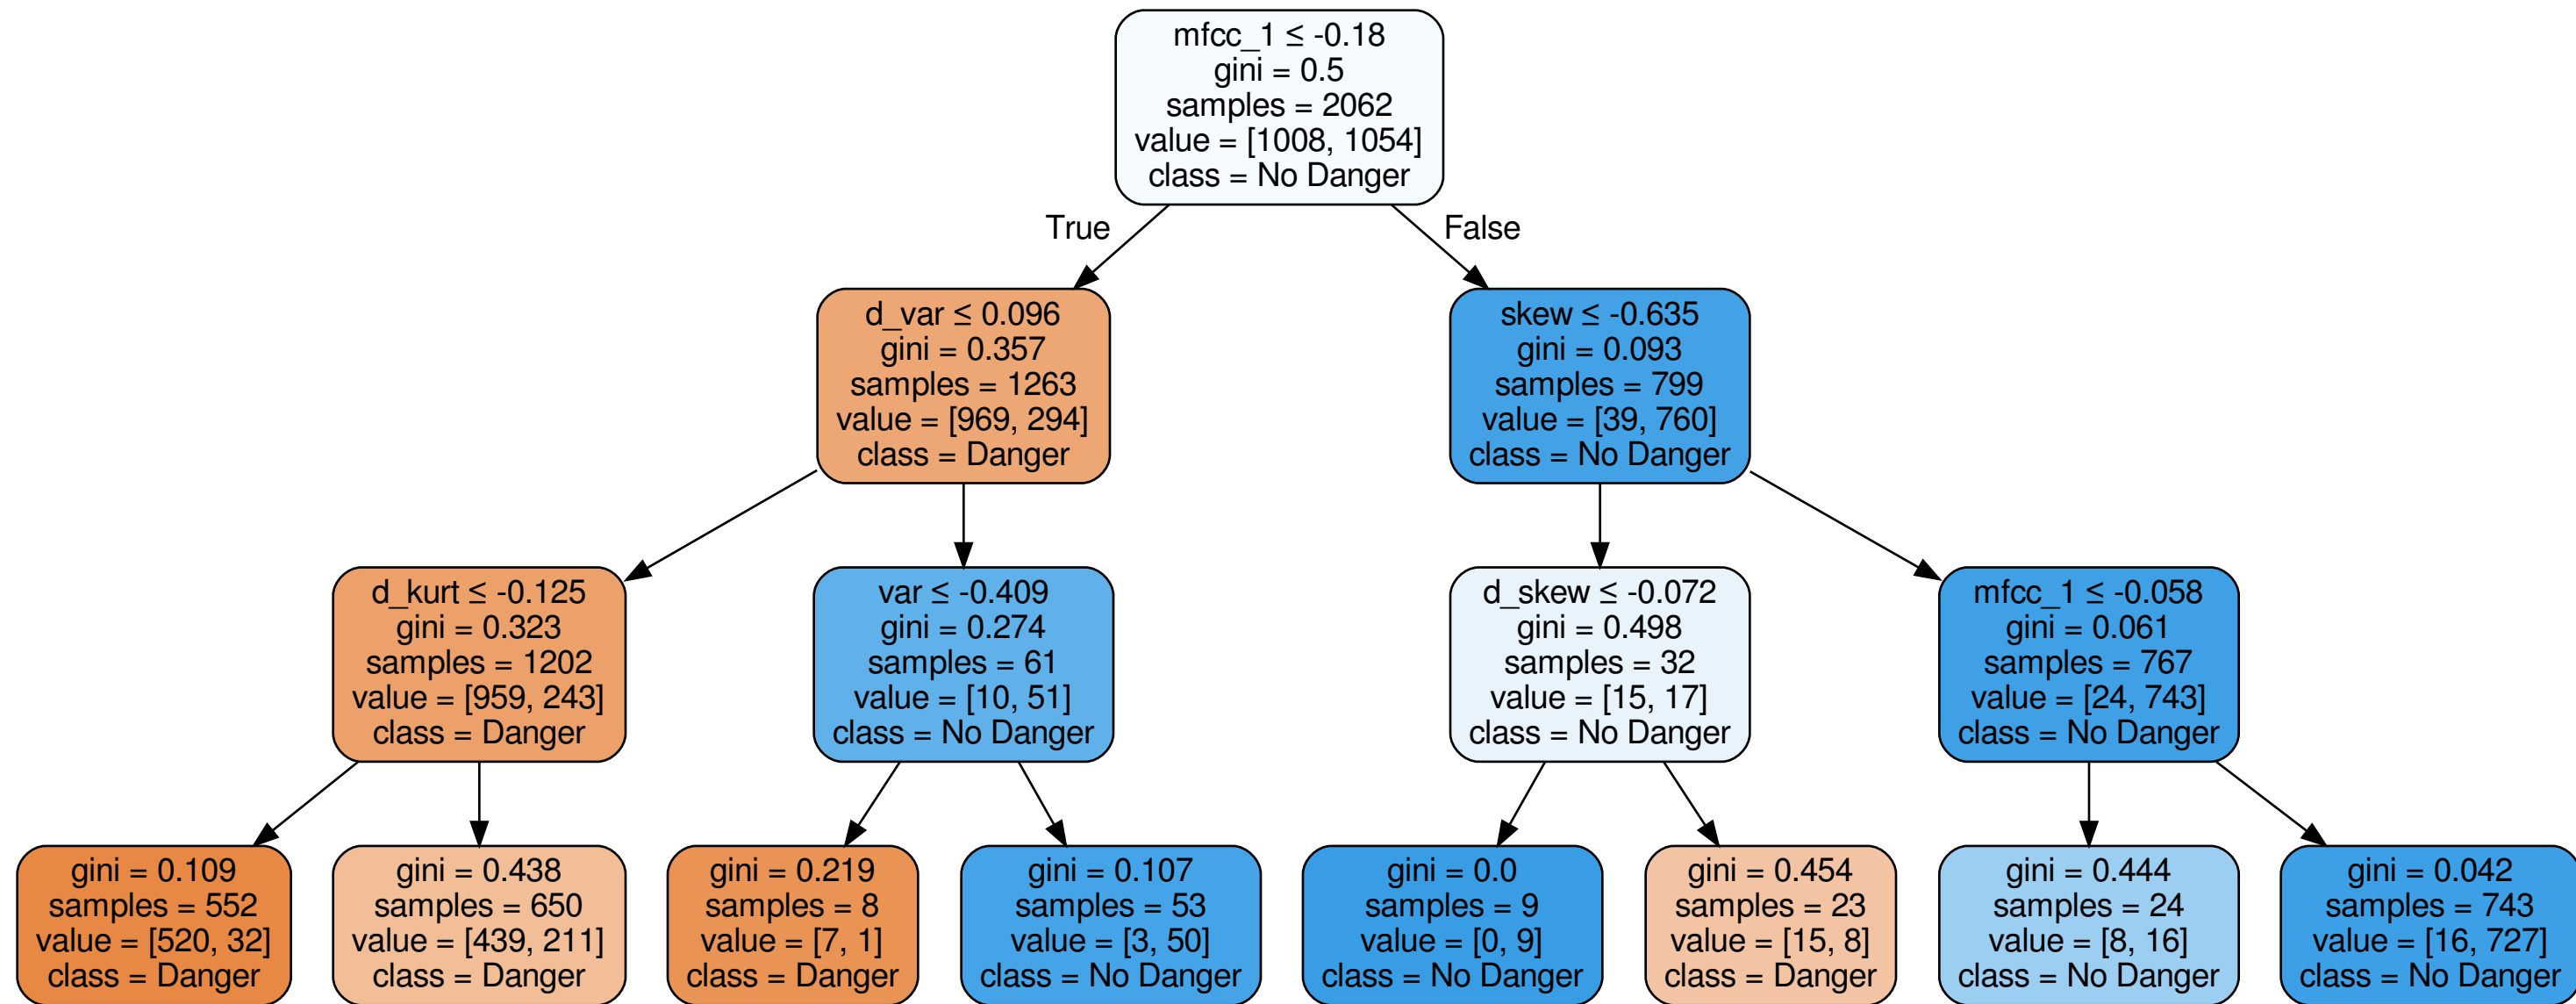 mfcc_1 ≤ -0.18
gini = 0.5
samples = 2062
value = [1008, 1054]
class = No Danger
True
False
d_var ≤ 0.096
gini = 0.357
samples = 1263
value = [969, 294]
class = Danger
skew ≤ -0.635
gini = 0.093
samples = 799
value = [39, 760]
class = No Danger
d_kurt ≤ -0.125
gini = 0.323
samples = 1202
value = [959, 243]
class = Danger
var ≤ -0.409
gini = 0.274
samples = 61
value = [10, 51]
class = No Danger
d_skew ≤ -0.072
gini = 0.498
samples = 32
value = [15, 17]
class = No Danger
mfcc_1 ≤ -0.058
gini = 0.061
samples = 767
value = [24, 743]
class = No Danger
gini = 0.109
samples = 552
value = [520, 32]
class = Danger
gini = 0.438
samples = 650
value = [439, 211]
class = Danger
gini = 0.219
samples = 8
value = [7, 1]
class = Danger
gini = 0.107
samples = 53
value = [3, 50]
class = No Danger
gini = 0.0
samples = 9
value = [0, 9]
class = No Danger
gini = 0.454
samples = 23
value = [15, 8]
class = Danger
gini = 0.444
samples = 24
value = [8, 16]
class = No Danger
gini = 0.042
samples = 743
value = [16, 727]
class = No Danger